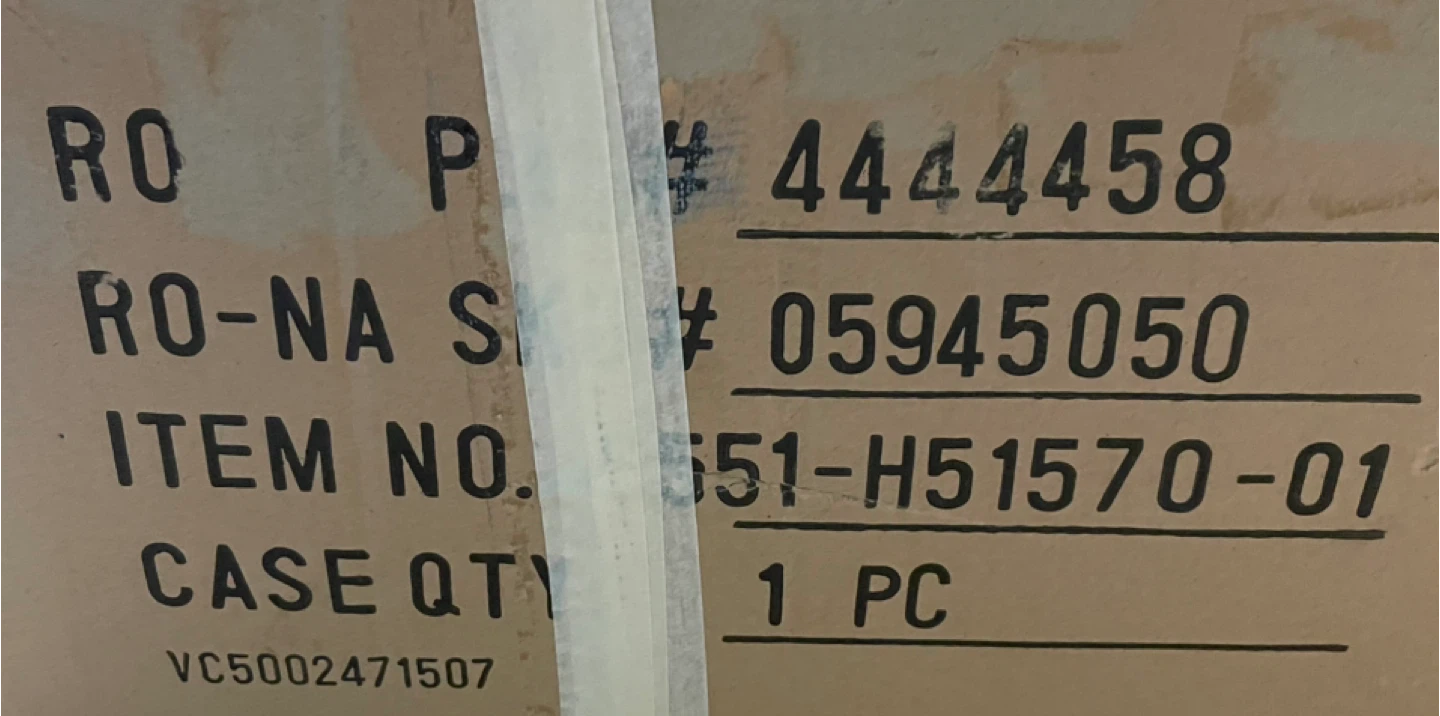 RO P # 4444458
RO-NA S # 05945050
ITEM NO. 51-H51570-01
CASE QTY 1 PC
VC5002471507